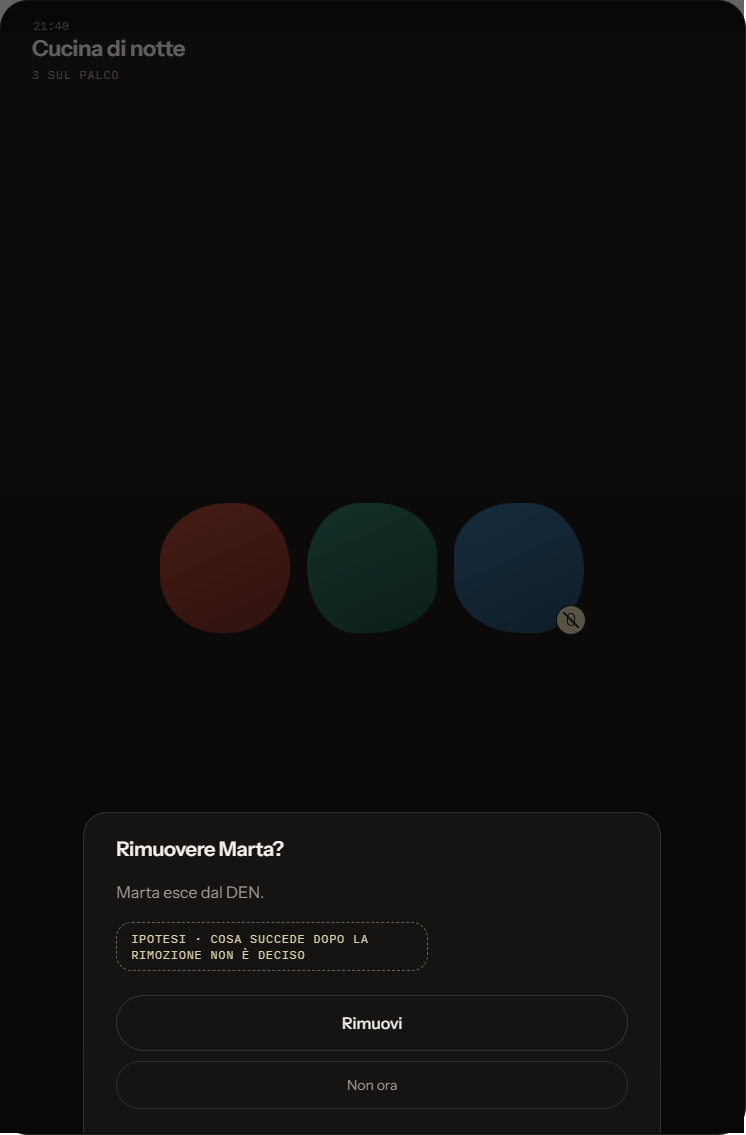 21:40
Cucina di notte
3 SUL PALCO
Rimuovere Marta?
Marta esce dal DEN.
IPOTESI · COSA SUCCEDE DOPO LA
RIMOZIONE NON È DECISO
Rimuovi
Non ora